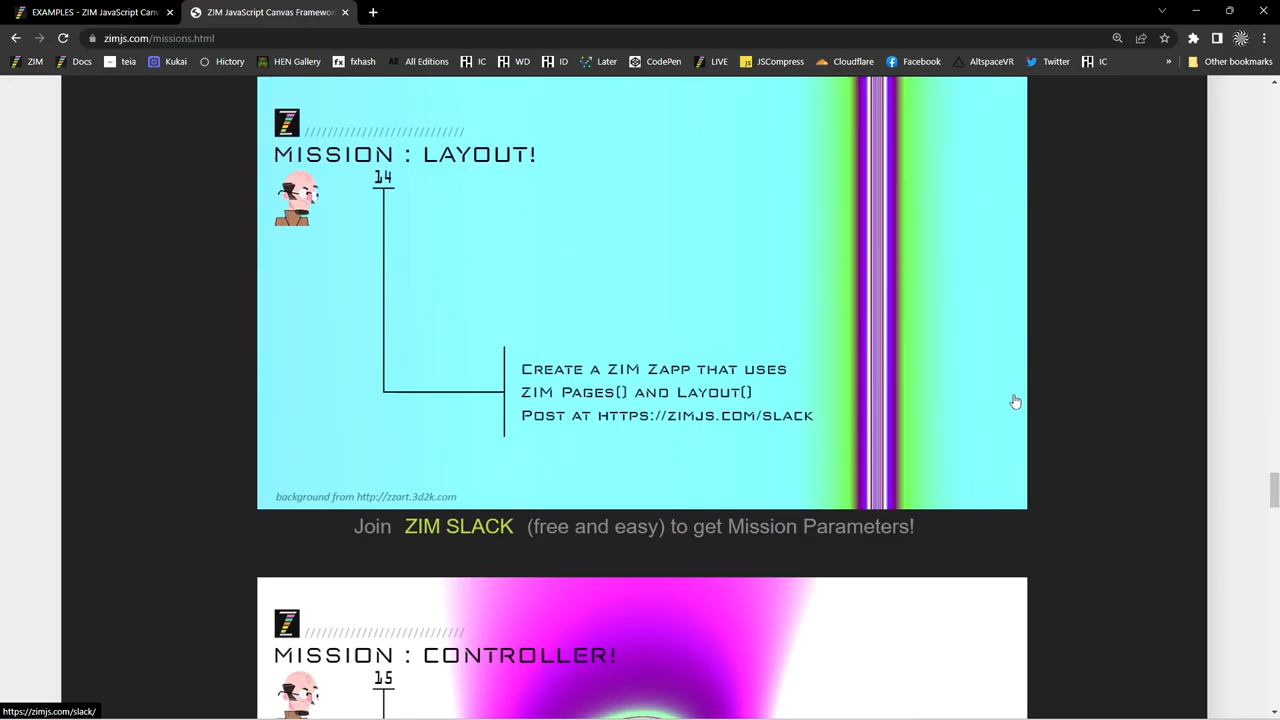 EXAMPLES - ZIM JavaScript Canv
ZIM JavaScript Canvas Framewor
zimjs.com/missions.html
ZIM
Docs
teia
Kukai
Hictory
HEN Gallery
fx fxhash
AE All Editions
IC
WD
ID
Later
CodePen
LIVE
JS JSCompress
Cloudflare
Facebook
AltspaceVR
Twitter
IC
»
Other bookmarks
Z ////////////////////////////
MISSION : LAYOUT!
14
Create a ZIM Zapp that uses
ZIM Pages() and Layout()
Post at https://zimjs.com/slack
background from http://zzart.3d2k.com
Join ZIM SLACK (free and easy) to get Mission Parameters!
Z ////////////////////////////
MISSION : CONTROLLER!
15
https://zimjs.com/slack/